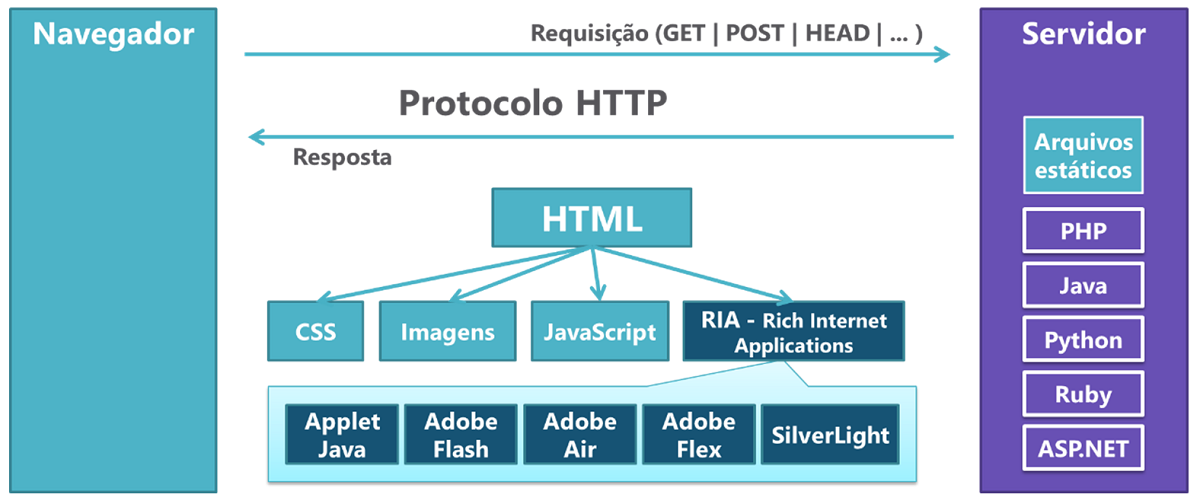 Navegador
Requisição (GET | POST | HEAD | ... )
Servidor
Protocolo HTTP
Resposta
HTML
CSS
Imagens
JavaScript
RIA - Rich Internet
Applications
Applet
Java
Adobe
Flash
Adobe
Air
Adobe
Flex
SilverLight
Arquivos
estáticos
PHP
Java
Python
Ruby
ASP.NET